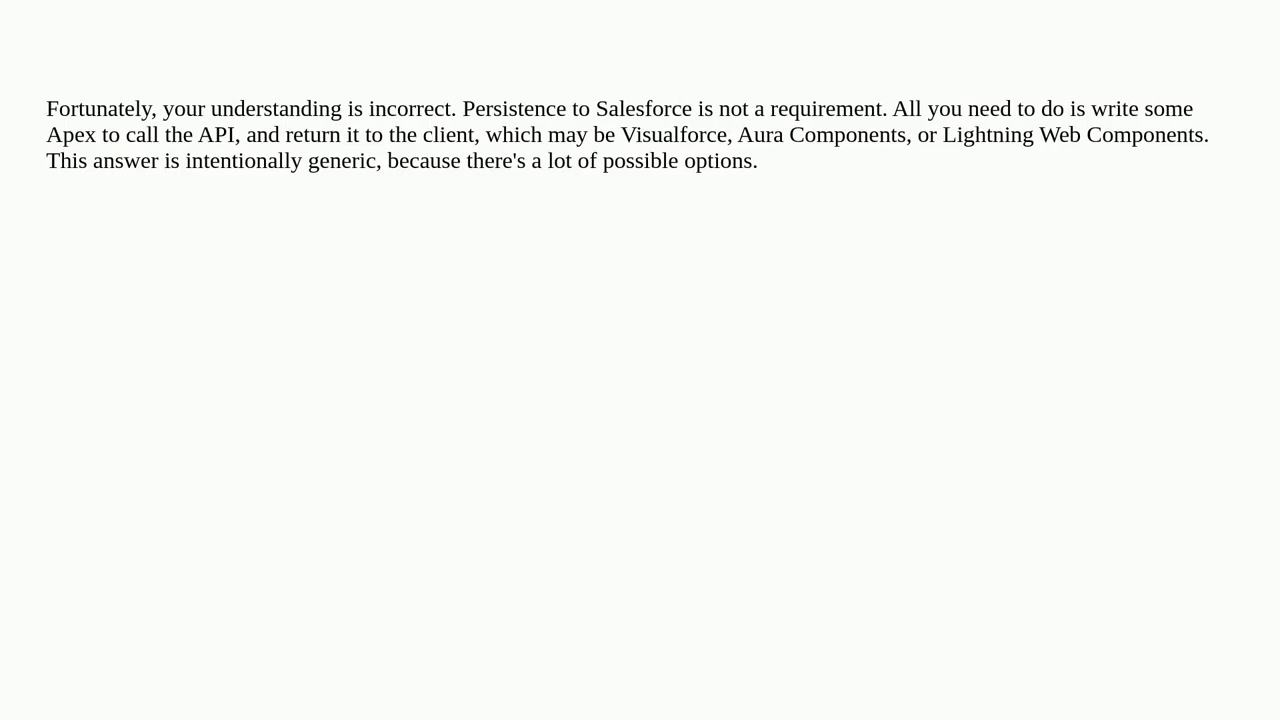 Fortunately, your understanding is incorrect. Persistence to Salesforce is not a requirement. All you need to do is write some
Apex to call the API, and return it to the client, which may be Visualforce, Aura Components, or Lightning Web Components.
This answer is intentionally generic, because there's a lot of possible options.